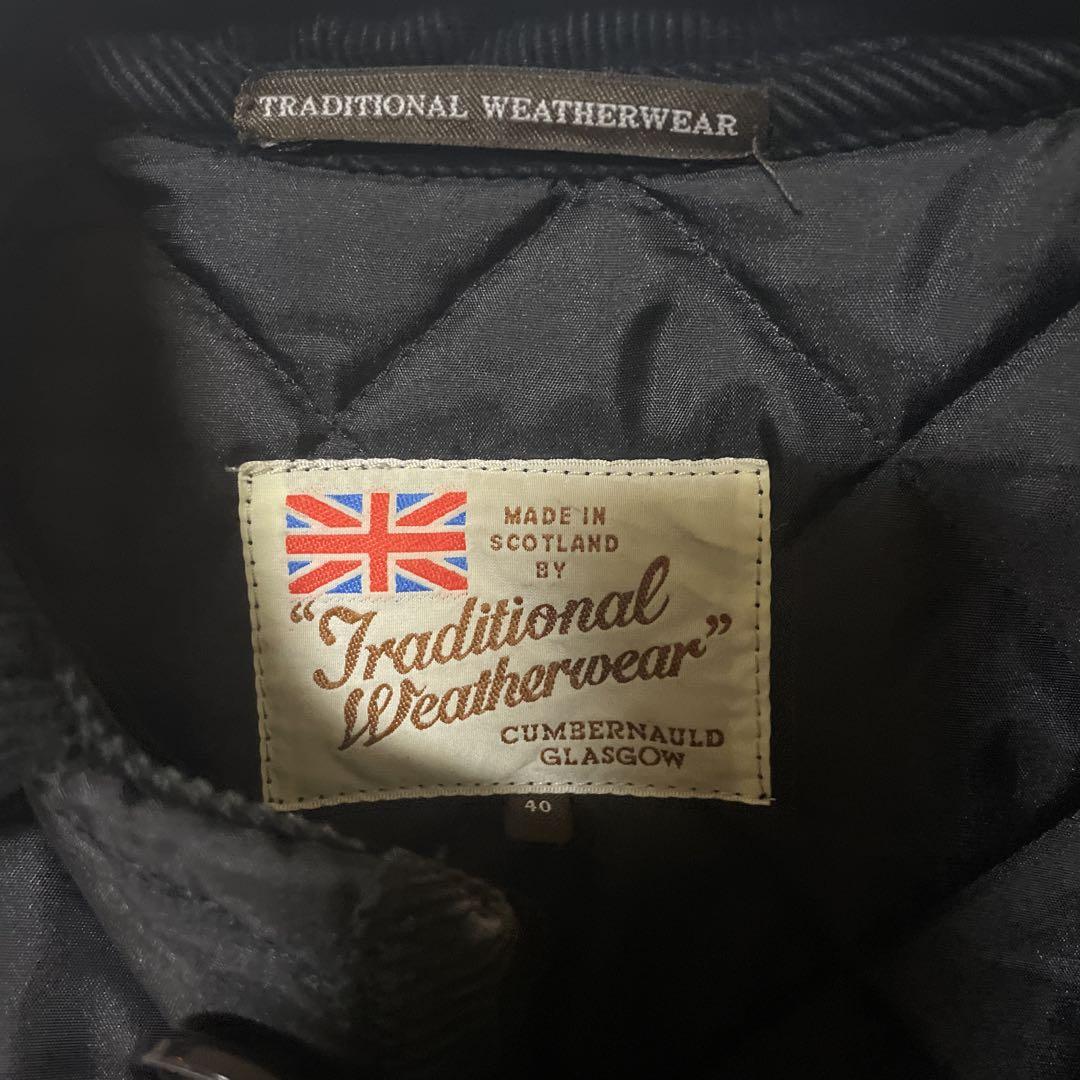 TRADITIONAL WEATHERWEAR
MADE IN
SCOTLAND
BY
"Traditional
Weatherwear"
CUMBERNAULD
GLASGOW
40